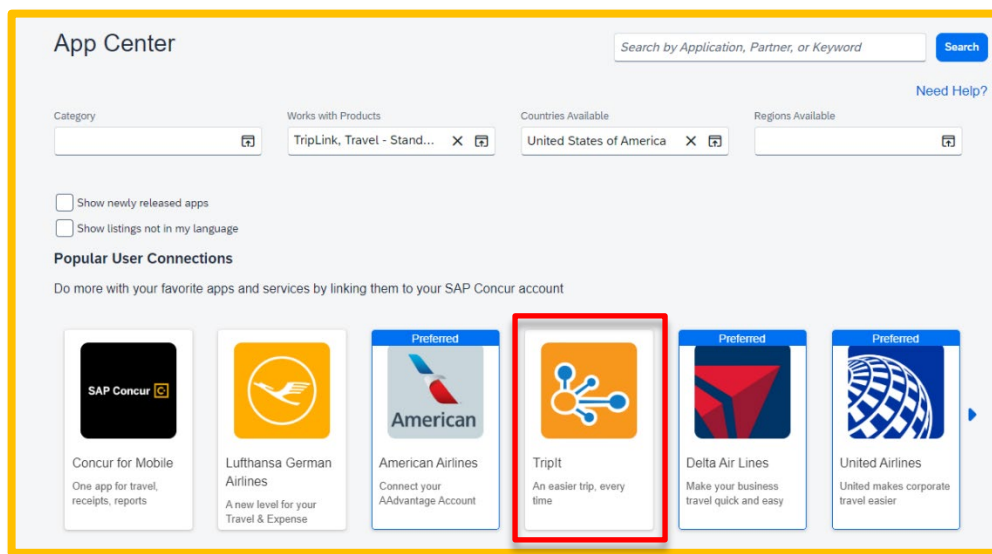 App Center
Search by Application, Partner, or Keyword
Search
Need Help?
Category
Works with Products
Countries Available
Regions Available
TripLink, Travel - Stand...
United States of America
Show newly released apps
Show listings not in my language
Popular User Connections
Do more with your favorite apps and services by linking them to your SAP Concur account
SAP Concur C
Concur for Mobile
One app for travel,
receipts, reports
Lufthansa German
Airlines
A new level for your
Travel & Expense
Preferred
American
American Airlines
Connect your
AAdvantage Account
TripIt
An easier trip, every
time
Preferred
Delta Air Lines
Make your business
travel quick and easy
Preferred
United Airlines
United makes corporate
travel easier